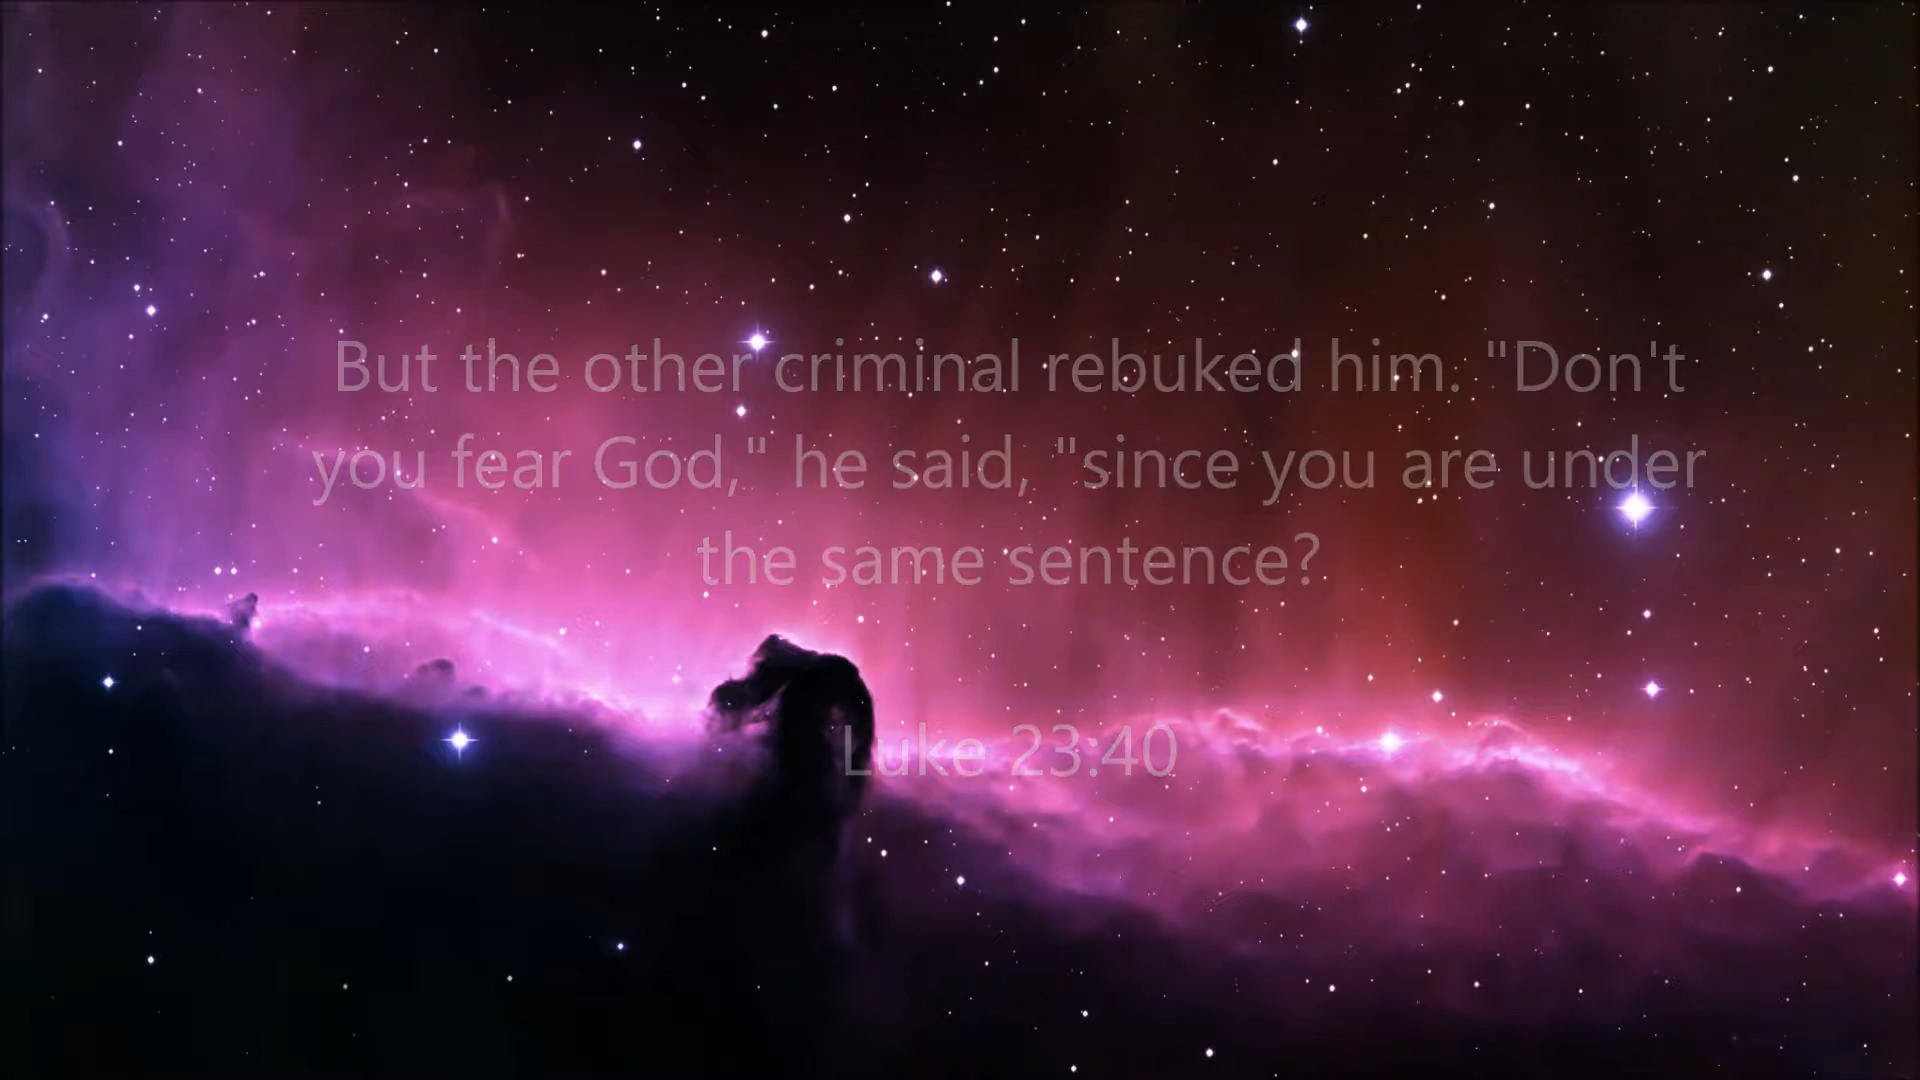 But the other criminal rebuked him. "Don't
you fear God," he said, "since you are under
the same sentence?
Luke 23:40